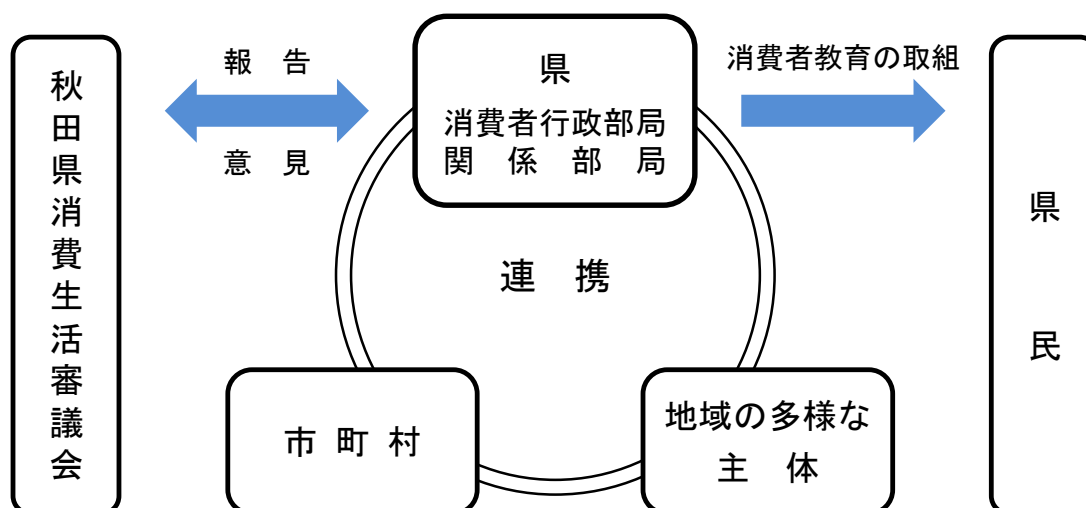 秋田県消費生活審議会
報　告
意　見
県
消費者行政部局
関　係　部　局
消費者教育の取組
連　携
市 町 村
地域の多様な
主　体
県民